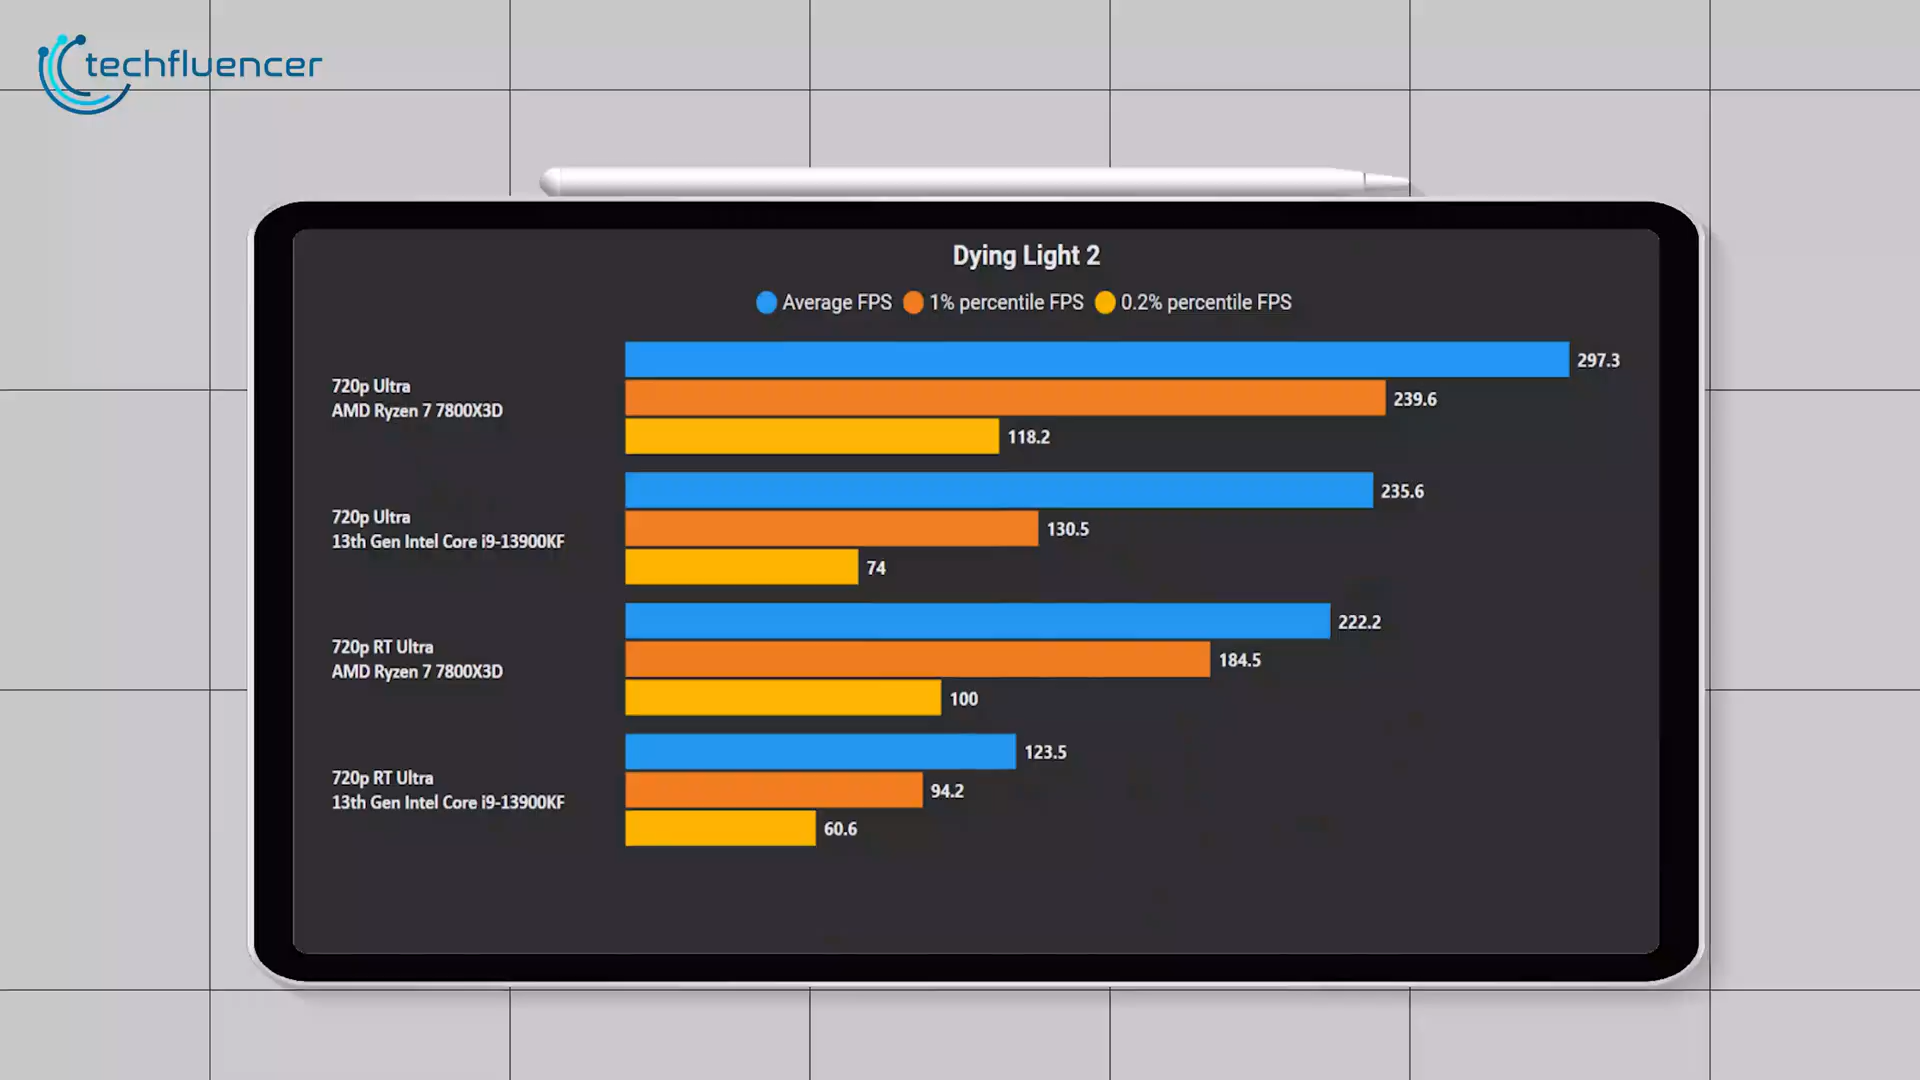 techfluencer
Dying Light 2
Average FPS 1% percentile FPS 0.2% percentile FPS
720p Ultra
AMD Ryzen 7 7800X3D
297.3
239.6
118.2
720p Ultra
13th Gen Intel Core i9-13900KF
235.6
130.5
74
720p RT Ultra
AMD Ryzen 7 7800X3D
222.2
184.5
100
720p RT Ultra
13th Gen Intel Core i9-13900KF
123.5
94.2
60.6